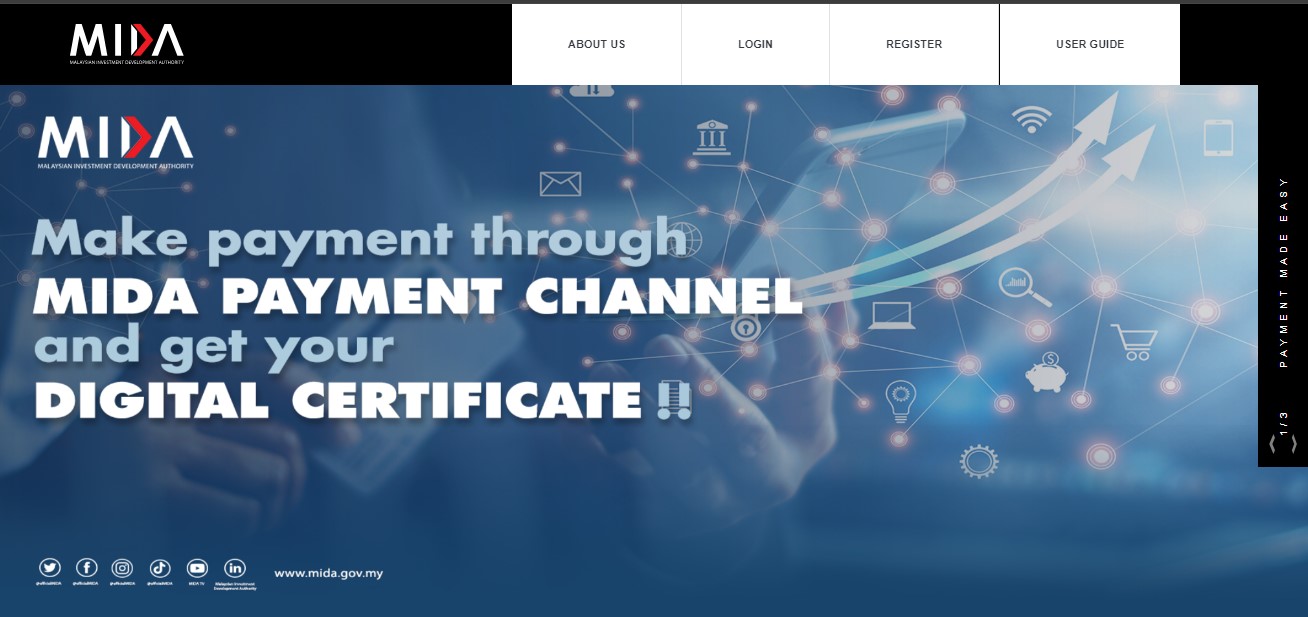 MIDA
MALAYSIAN INVESTMENT DEVELOPMENT AUTHORITY
ABOUT US
LOGIN
REGISTER
USER GUIDE
MIDA
MALAYSIAN INVESTMENT DEVELOPMENT AUTHORITY
Make payment through
MIDA PAYMENT CHANNEL
and get your
DIGITAL CERTIFICATE
PAYMENT MADE EASY
1/3
@officialMIDA
@officialMIDA
@officialMIDA
@officialMIDA
MIDA TV
Malaysian Investment
Development Authority
www.mida.gov.my